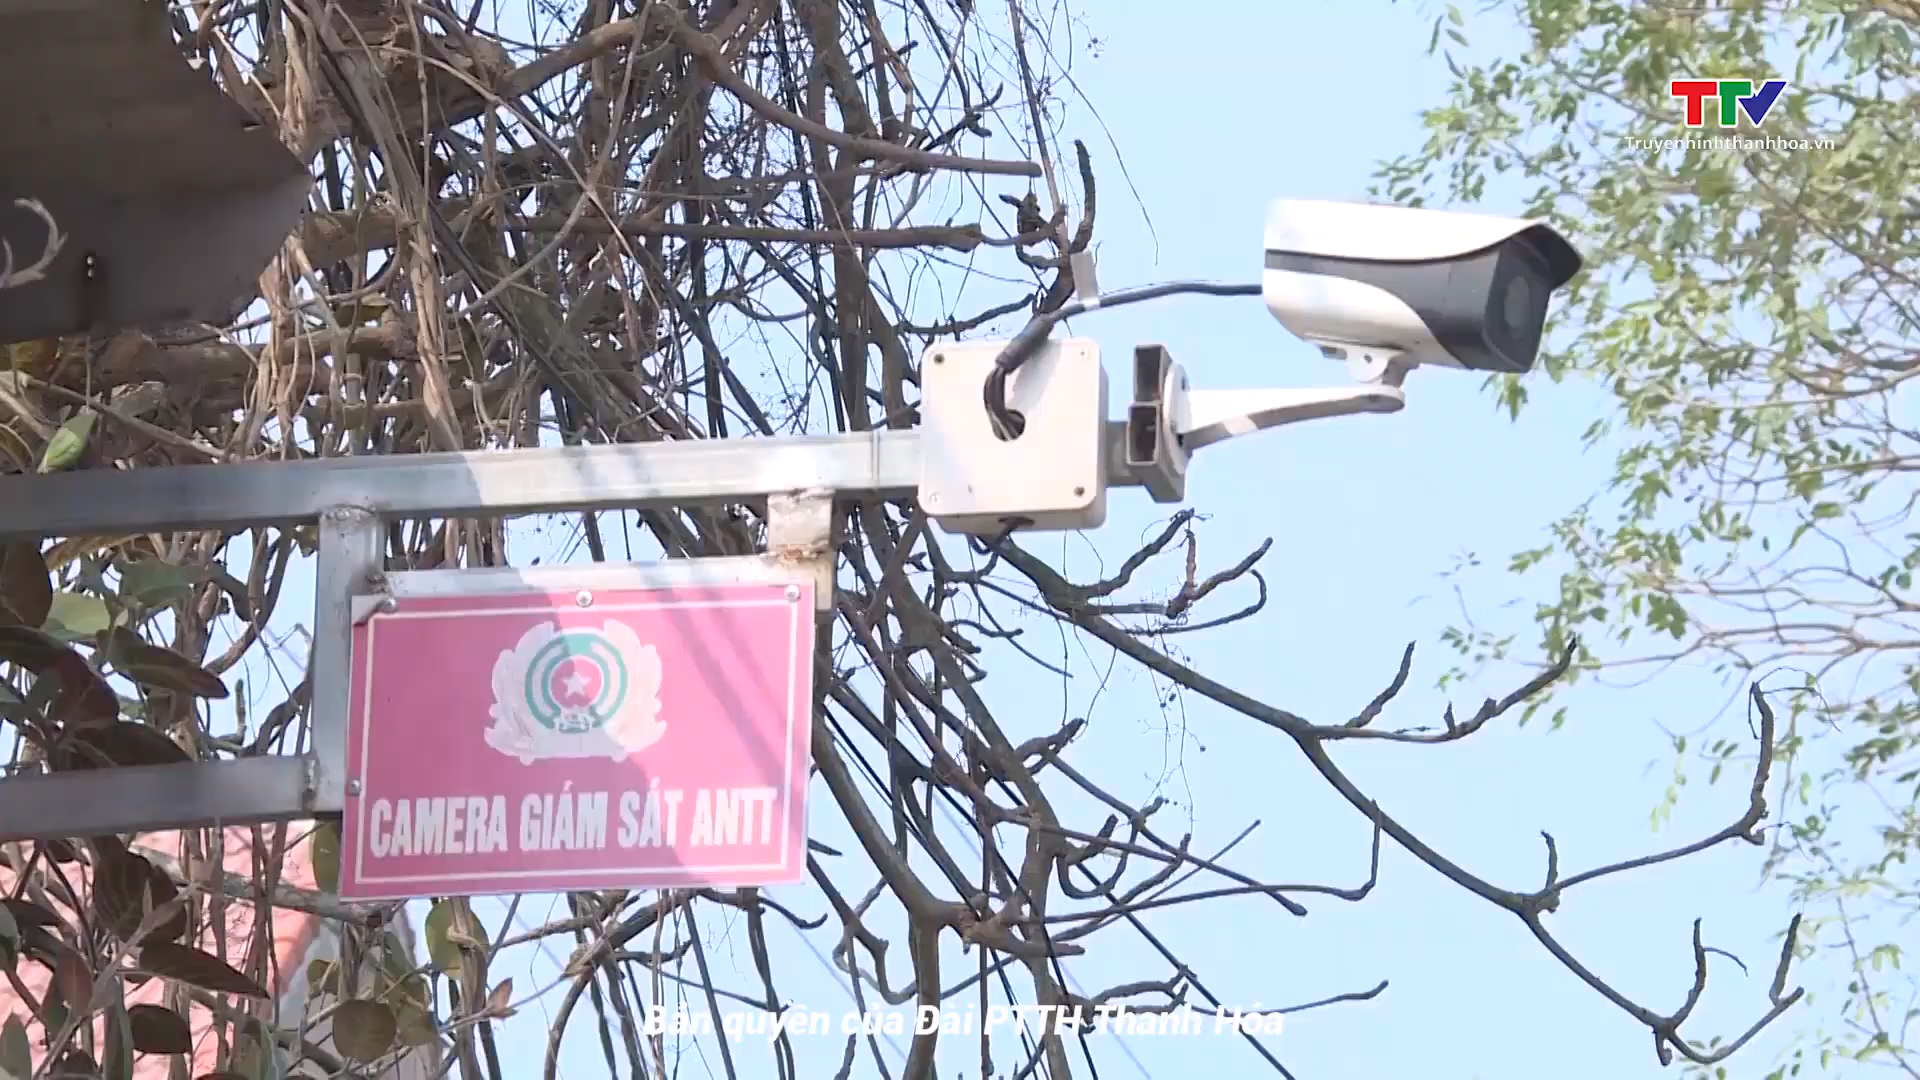 TTV
Truyenhinhthanhhoa.vn
CAMERA GIÁM SÁT ANTT
Bản quyền của Đài PTTH Thanh Hóa